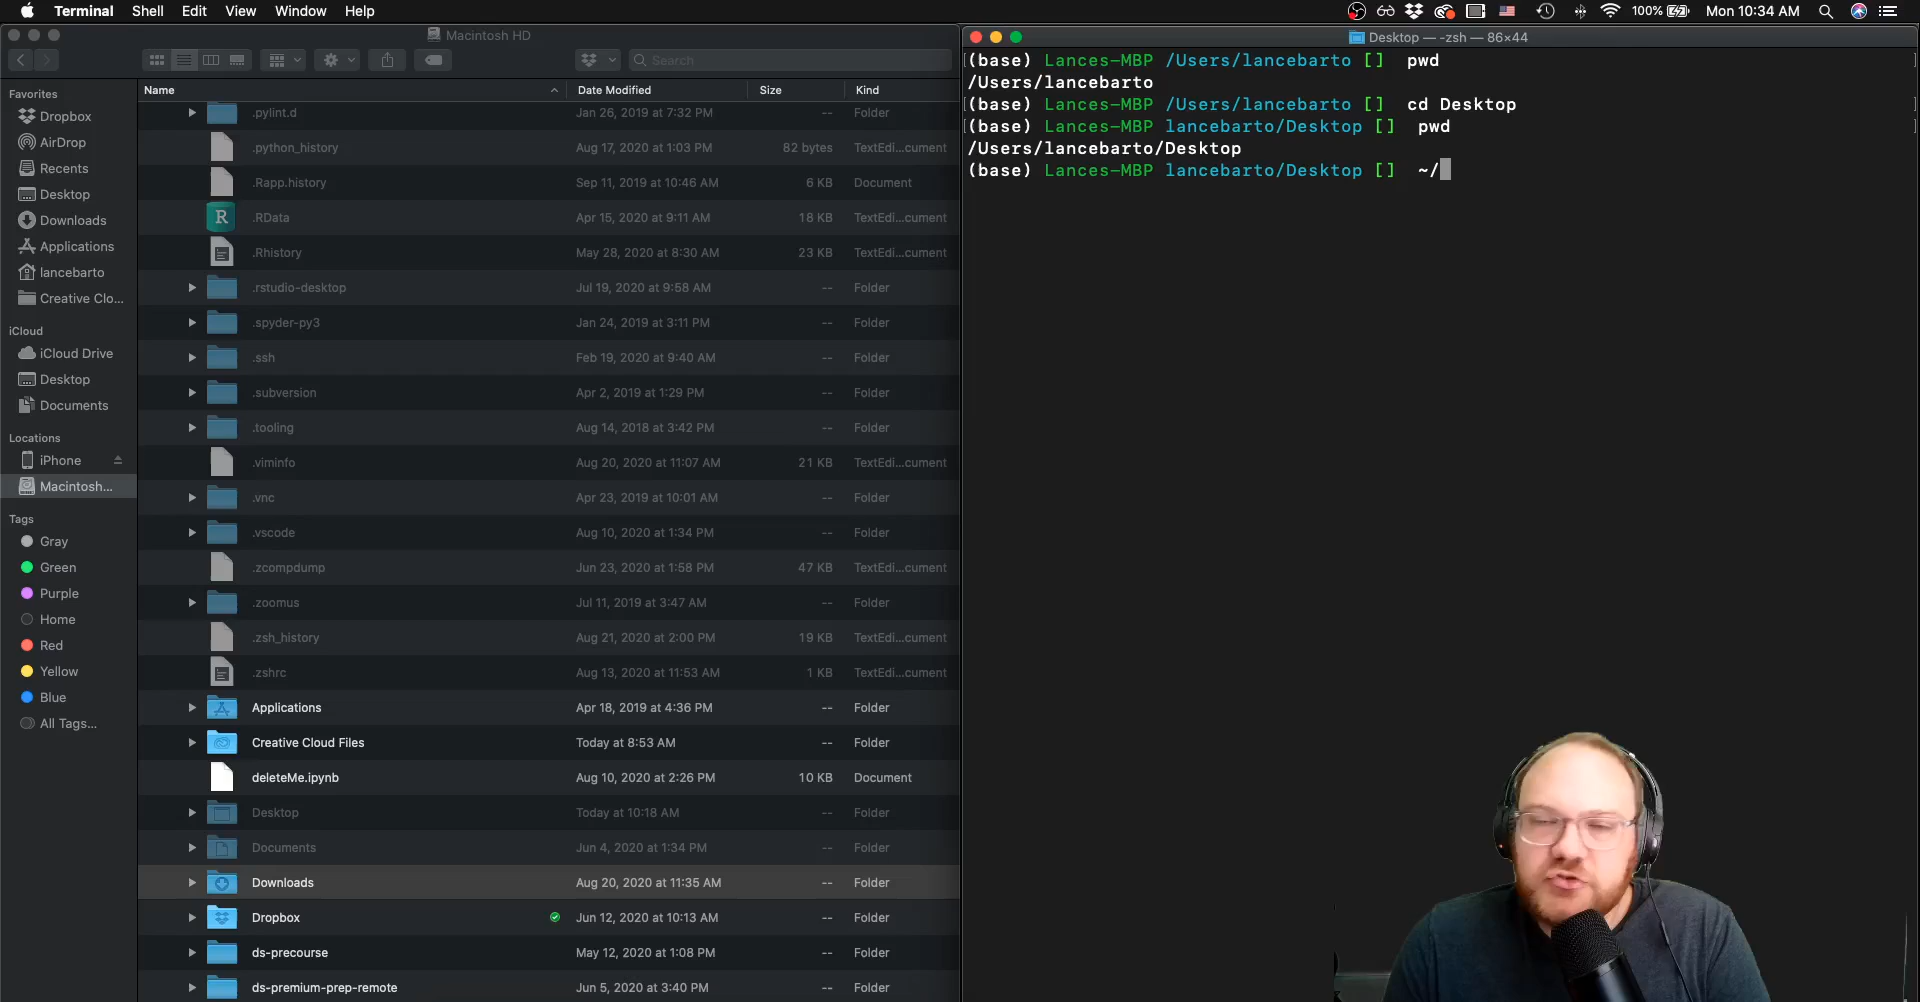 Terminal Shell Edit View Window Help 100% Mon 10:34 AM
Macintosh HD
Search
Favorites
Dropbox
AirDrop
Recents
Desktop
Downloads
Applications
lancebarto
Creative Clo...
iCloud
iCloud Drive
Desktop
Documents
Locations
iPhone
Macintosh...
Tags
Gray
Green
Purple
Home
Red
Yellow
Blue
All Tags...
Name Date Modified Size Kind
.pylint.d Jan 26, 2019 at 7:32 PM -- Folder
.python_history Aug 17, 2020 at 1:03 PM 82 bytes TextEdi...cument
.Rapp.history Sep 11, 2019 at 10:46 AM 6 KB Document
R .RData Apr 15, 2020 at 9:11 AM 18 KB TextEdi...cument
.Rhistory May 28, 2020 at 8:30 AM 23 KB TextEdi...cument
.rstudio-desktop Jul 19, 2020 at 9:58 AM -- Folder
.spyder-py3 Jan 24, 2019 at 3:11 PM -- Folder
.ssh Feb 19, 2020 at 9:40 AM -- Folder
.subversion Apr 2, 2019 at 1:29 PM -- Folder
.tooling Aug 14, 2018 at 3:42 PM -- Folder
.viminfo Aug 20, 2020 at 11:07 AM 21 KB TextEdi...cument
.vnc Apr 23, 2019 at 10:01 AM -- Folder
.vscode Aug 10, 2020 at 1:34 PM -- Folder
.zcompdump Jun 23, 2020 at 1:58 PM 47 KB TextEdi...cument
.zoomus Jul 11, 2019 at 3:47 AM -- Folder
.zsh_history Aug 21, 2020 at 2:00 PM 19 KB TextEdi...cument
.zshrc Aug 13, 2020 at 11:53 AM 1 KB TextEdi...cument
Applications Apr 18, 2019 at 4:36 PM -- Folder
Creative Cloud Files Today at 8:53 AM -- Folder
deleteMe.ipynb Aug 10, 2020 at 2:26 PM 10 KB Document
Desktop Today at 10:18 AM -- Folder
Documents Jun 4, 2020 at 1:34 PM -- Folder
Downloads Aug 20, 2020 at 11:35 AM -- Folder
Dropbox Jun 12, 2020 at 10:13 AM -- Folder
ds-precourse May 12, 2020 at 1:08 PM -- Folder
ds-premium-prep-remote Jun 5, 2020 at 3:40 PM -- Folder
Desktop — -zsh — 86×44
[(base) Lances-MBP /Users/lancebarto [] pwd ]
/Users/lancebarto
[(base) Lances-MBP /Users/lancebarto [] cd Desktop ]
[(base) Lances-MBP lancebarto/Desktop [] pwd ]
/Users/lancebarto/Desktop
(base) Lances-MBP lancebarto/Desktop [] ~/